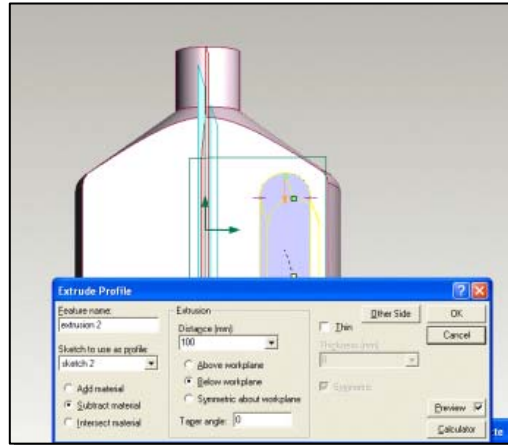 Extrude Profile
Feature name:
extrusion 2
Sketch to use as profile:
sketch 2
Add material
Subtract material
Intersect material
Extrusion
Distance (mm)
100
Above workplane
Below workplane
Symmetric about workplane
Taper angle: 0
Thin
Thickness (mm)
Symmetric
Other Side
OK
Cancel
Preview
Calculator